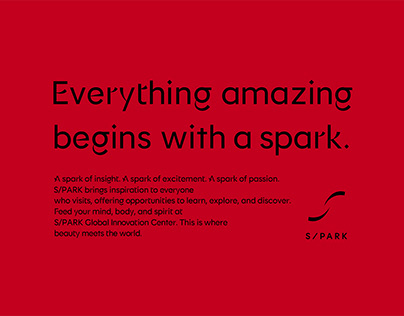 Everything amazing
begins with a spark.
A spark of insight. A spark of excitement. A spark of passion.
S/PARK brings inspiration to everyone
who visits, offering opportunities to learn, explore, and discover.
Feed your mind, body, and spirit at
S/PARK Global Innovation Center. This is where
beauty meets the world.
S/PARK